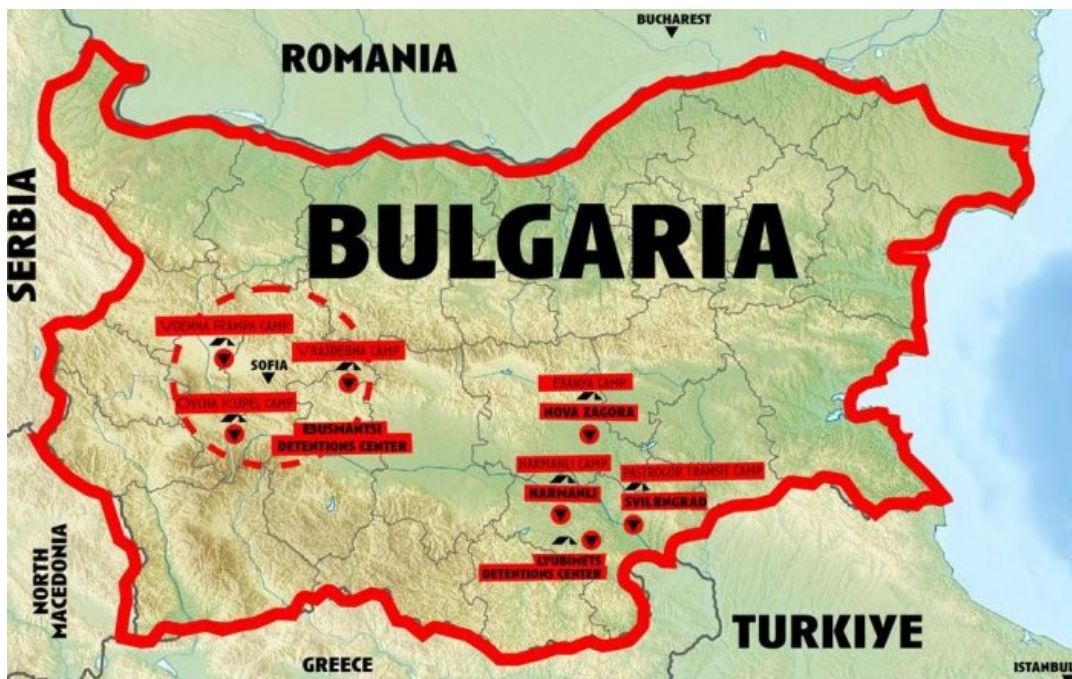 BUCHAREST
ROMANIA
SERBIA
BULGARIA
VOENNA RAMPA CAMP
VRAJDEBNA CAMP
SOFIA
OVCHA KUPEL CAMP
BUSMANTSI
DETENTIONS CENTER
BANYA CAMP
NOVA ZAGORA
HARMANLI CAMP
PASTROGOR TRANSIT CAMP
HARMANLI
SVILENGRAD
LYUBIMETS
DETENTIONS CENTER
NORTH
MACEDONIA
GREECE
TURKIYE
ISTANBUL